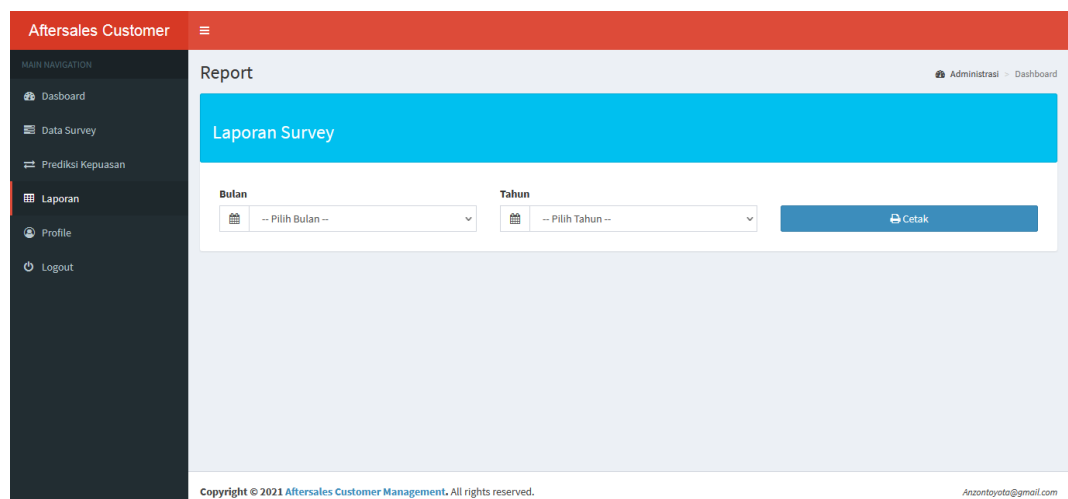 Aftersales Customer
MAIN NAVIGATION
Dasboard
Data Survey
Prediksi Kepuasan
Laporan
Profile
Logout
Report
Administrasi > Dashboard
Laporan Survey
Bulan
-- Pilih Bulan --
Tahun
-- Pilih Tahun --
Cetak
Copyright © 2021 Aftersales Customer Management. All rights reserved.
Anzontoyota@gmail.com